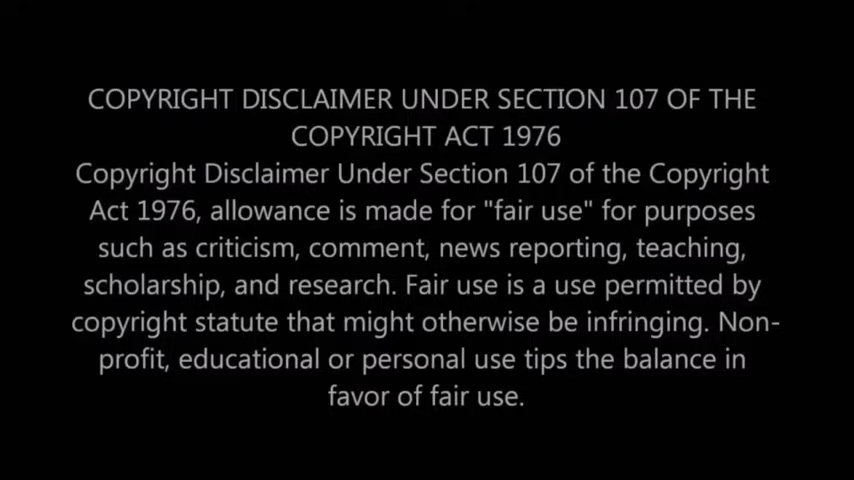 COPYRIGHT DISCLAIMER UNDER SECTION 107 OF THE
COPYRIGHT ACT 1976
Copyright Disclaimer Under Section 107 of the Copyright
Act 1976, allowance is made for "fair use" for purposes
such as criticism, comment, news reporting, teaching,
scholarship, and research. Fair use is a use permitted by
copyright statute that might otherwise be infringing. Non-
profit, educational or personal use tips the balance in
favor of fair use.